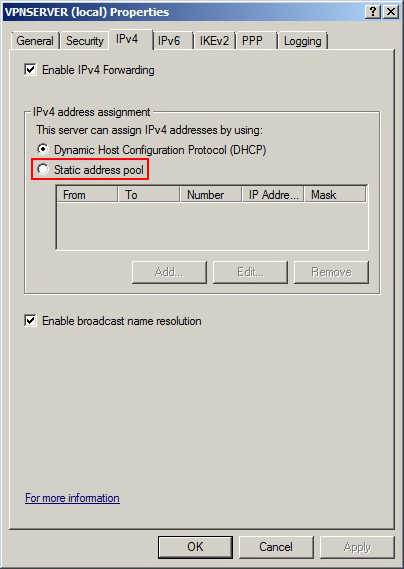 VPNSERVER (local) Properties
General Security IPv4 IPv6 IKEv2 PPP Logging
Enable IPv4 Forwarding
IPv4 address assignment
This server can assign IPv4 addresses by using:
Dynamic Host Configuration Protocol (DHCP)
Static address pool
From To Number IP Addre... Mask
Add... Edit... Remove
Enable broadcast name resolution
For more information
OK Cancel Apply